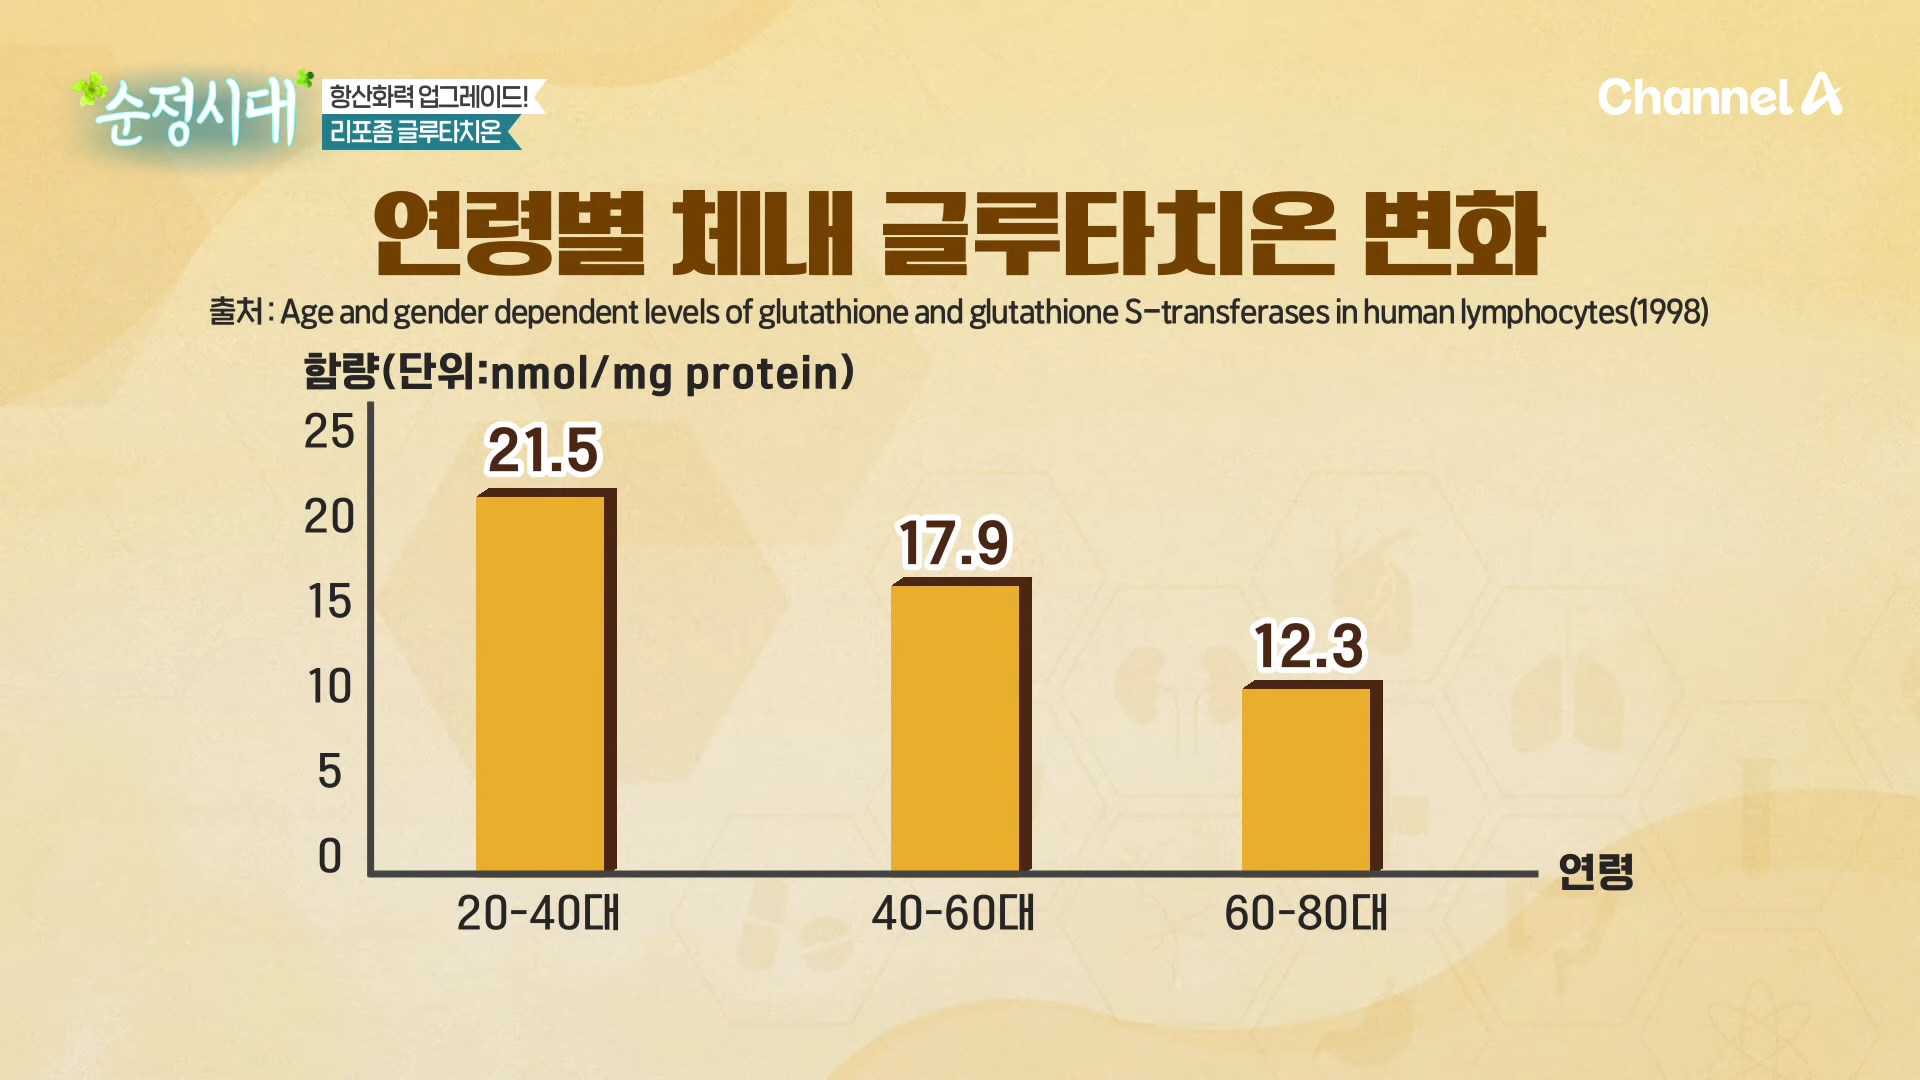 순정시대
항산화력 업그레이드!
리포좀 글루타치온
Channel A
연령별 체내 글루타치온 변화
출처 : Age and gender dependent levels of glutathione and glutathione S-transferases in human lymphocytes(1998)
함량(단위:nmol/mg protein)
25
20
15
10
5
0
21.5
17.9
12.3
연령
20-40대
40-60대
60-80대